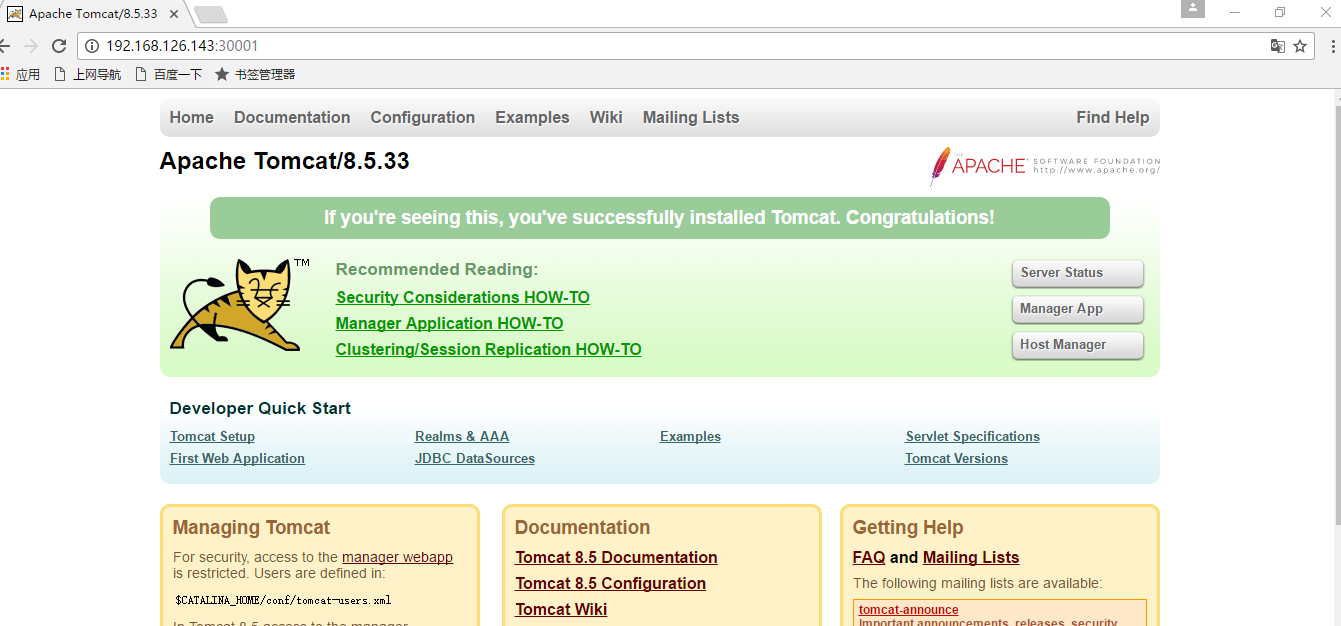 Apache Tomcat/8.5.33
192.168.126.143:30001
应用 上网导航 百度一下 书签管理器
Home Documentation Configuration Examples Wiki Mailing Lists Find Help
Apache Tomcat/8.5.33
THE APACHE SOFTWARE FOUNDATION
http://www.apache.org/
If you're seeing this, you've successfully installed Tomcat. Congratulations!
TM
Recommended Reading:
Security Considerations HOW-TO
Manager Application HOW-TO
Clustering/Session Replication HOW-TO
Server Status
Manager App
Host Manager
Developer Quick Start
Tomcat Setup
First Web Application
Realms & AAA
JDBC DataSources
Examples
Servlet Specifications
Tomcat Versions
Managing Tomcat
For security, access to the manager webapp
is restricted. Users are defined in:
$CATALINA_HOME/conf/tomcat-users.xml
In Tomcat 8.5 access to the manager
Documentation
Tomcat 8.5 Documentation
Tomcat 8.5 Configuration
Tomcat Wiki
Getting Help
FAQ and Mailing Lists
The following mailing lists are available:
tomcat-announce
Important announcements, releases, security